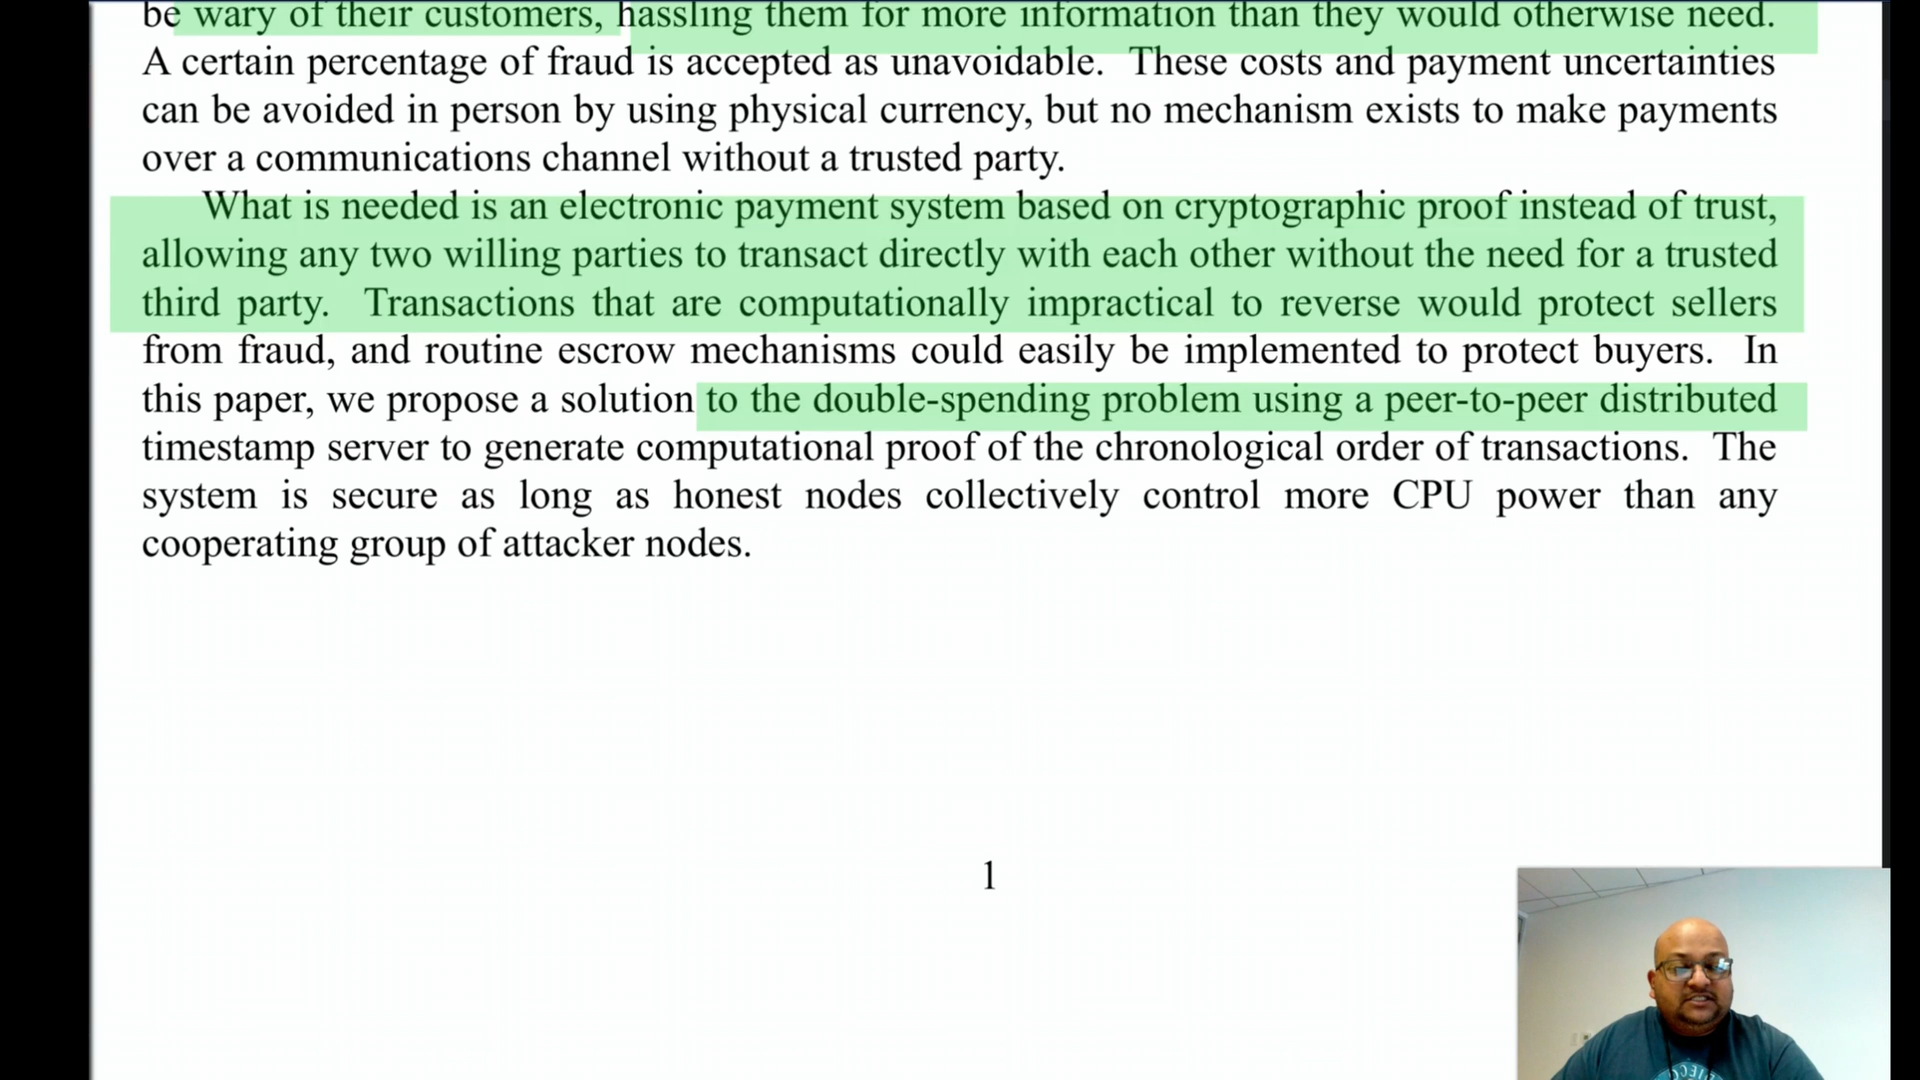 be wary of their customers, hassling them for more information than they would otherwise need.
A certain percentage of fraud is accepted as unavoidable. These costs and payment uncertainties
can be avoided in person by using physical currency, but no mechanism exists to make payments
over a communications channel without a trusted party.
What is needed is an electronic payment system based on cryptographic proof instead of trust,
allowing any two willing parties to transact directly with each other without the need for a trusted
third party. Transactions that are computationally impractical to reverse would protect sellers
from fraud, and routine escrow mechanisms could easily be implemented to protect buyers. In
this paper, we propose a solution to the double-spending problem using a peer-to-peer distributed
timestamp server to generate computational proof of the chronological order of transactions. The
system is secure as long as honest nodes collectively control more CPU power than any
cooperating group of attacker nodes.
1